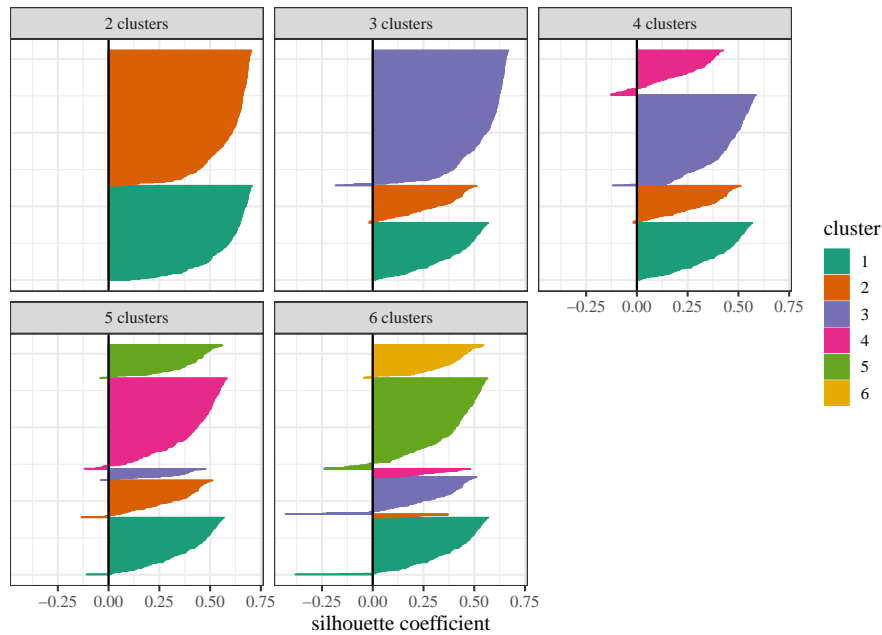 2 clusters
3 clusters
4 clusters
cluster
1
2
3
4
5
6
−0.25 0.00 0.25 0.50 0.75
5 clusters
6 clusters
−0.25 0.00 0.25 0.50 0.75
−0.25 0.00 0.25 0.50 0.75
silhouette coefficient